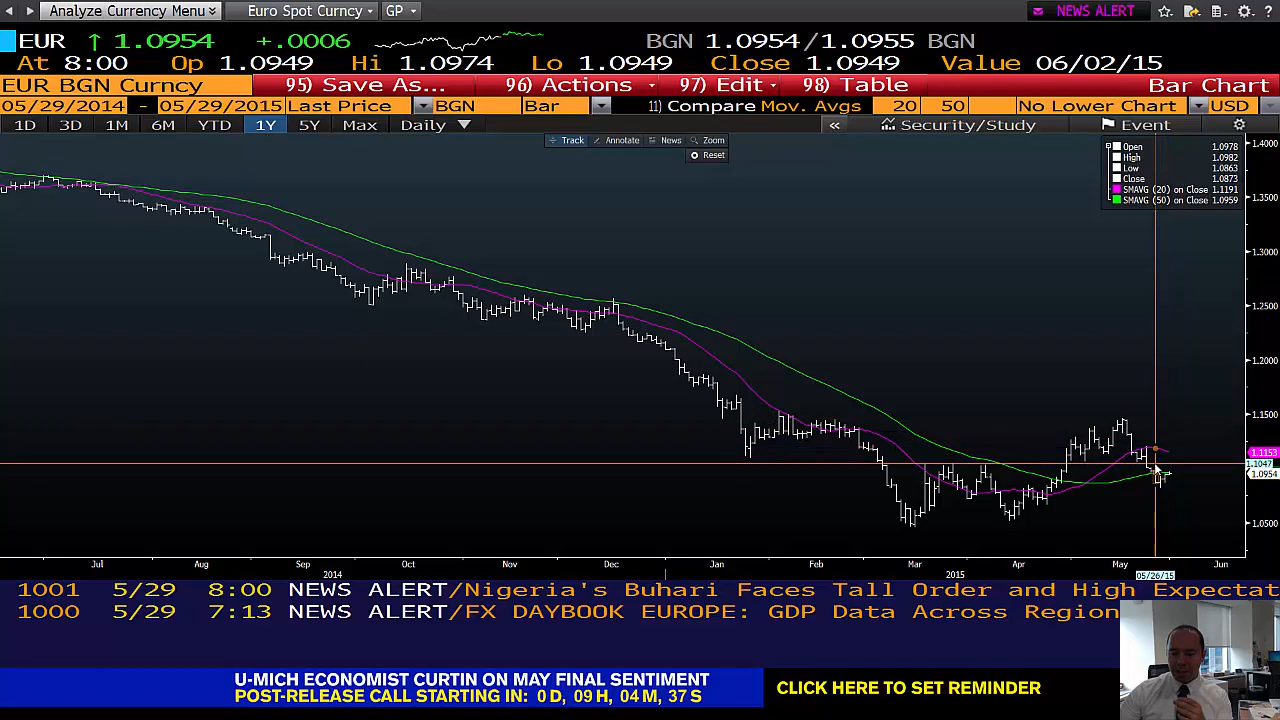 Analyze Currency Menu Euro Spot Curncy GP NEWS ALERT
EUR ↑ 1.0954 +.0006 BGN 1.0954/1.0955 BGN
At 8:00 Op 1.0949 Hi 1.0974 Lo 1.0949 Close 1.0949 Value 06/02/15
EUR BGN Curncy 95) Save As... 96) Actions 97) Edit 98) Table Bar Chart
05/29/2014 - 05/29/2015 Last Price BGN Bar 11) Compare Mov. Avgs 20 50 No Lower Chart USD
1D 3D 1M 6M YTD 1Y 5Y Max Daily ▼ « Security/Study Event
Track Annotate News Zoom
Reset
Open 1.0978
High 1.0982
Low 1.0863
Close 1.0873
SMAVG (20) on Close 1.1191
SMAVG (50) on Close 1.0959
1.4000
1.3500
1.3000
1.2500
1.2000
1.1500
1.1153
1.1047
1.0954
1.0500
Jul Aug Sep Oct Nov Dec Jan Feb Mar Apr May Jun
2014 2015 05/26/15
1001 5/29 8:00 NEWS ALERT/Nigeria's Buhari Faces Tall Order and High Expectat
1000 5/29 7:13 NEWS ALERT/FX DAYBOOK EUROPE: GDP Data Across Region
U-MICH ECONOMIST CURTIN ON MAY FINAL SENTIMENT
POST-RELEASE CALL STARTING IN: 0 D, 09 H, 04 M, 37 S
CLICK HERE TO SET REMINDER